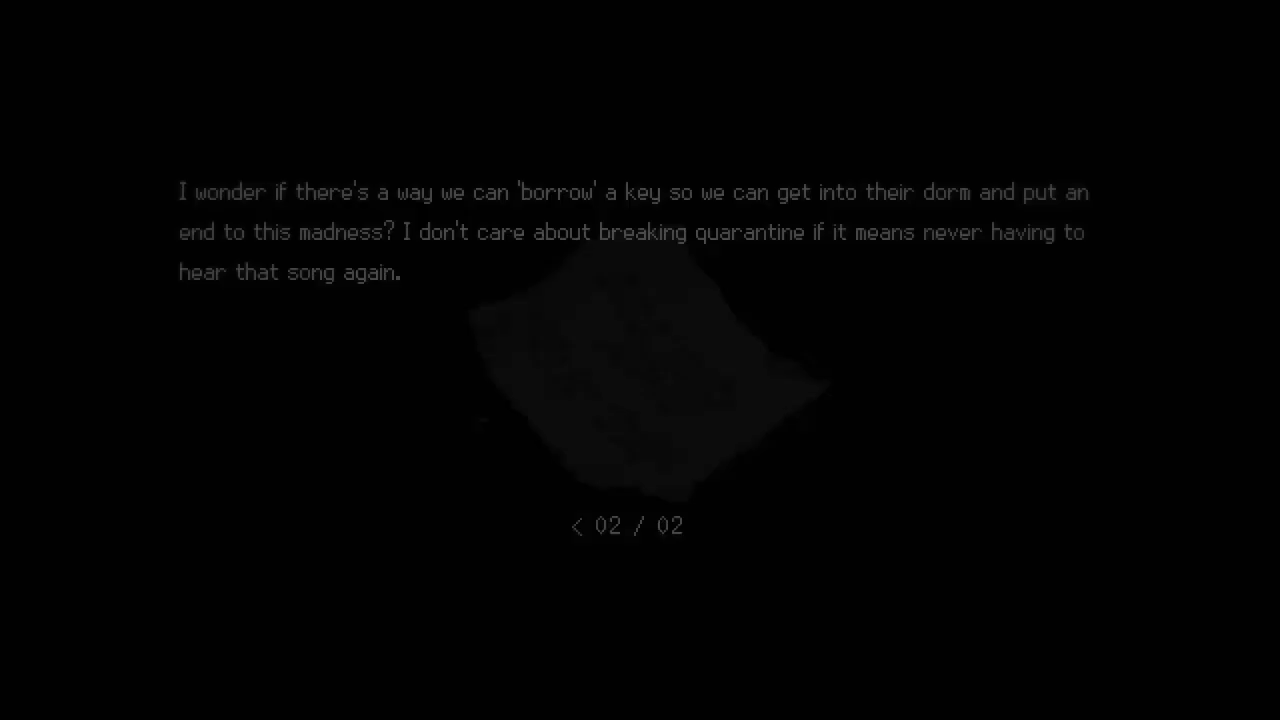 I wonder if there's a way we can 'borrow' a key so we can get into their dorm and put an
end to this madness? I don't care about breaking quarantine if it means never having to
hear that song again.
< 02 / 02